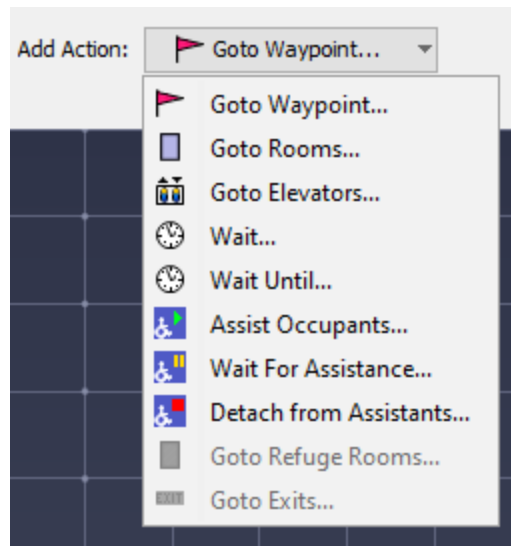 Add Action: Goto Waypoint...
Goto Waypoint...
Goto Rooms...
Goto Elevators...
Wait...
Wait Until...
Assist Occupants...
Wait For Assistance...
Detach from Assistants...
Goto Refuge Rooms...
EXIT Goto Exits...